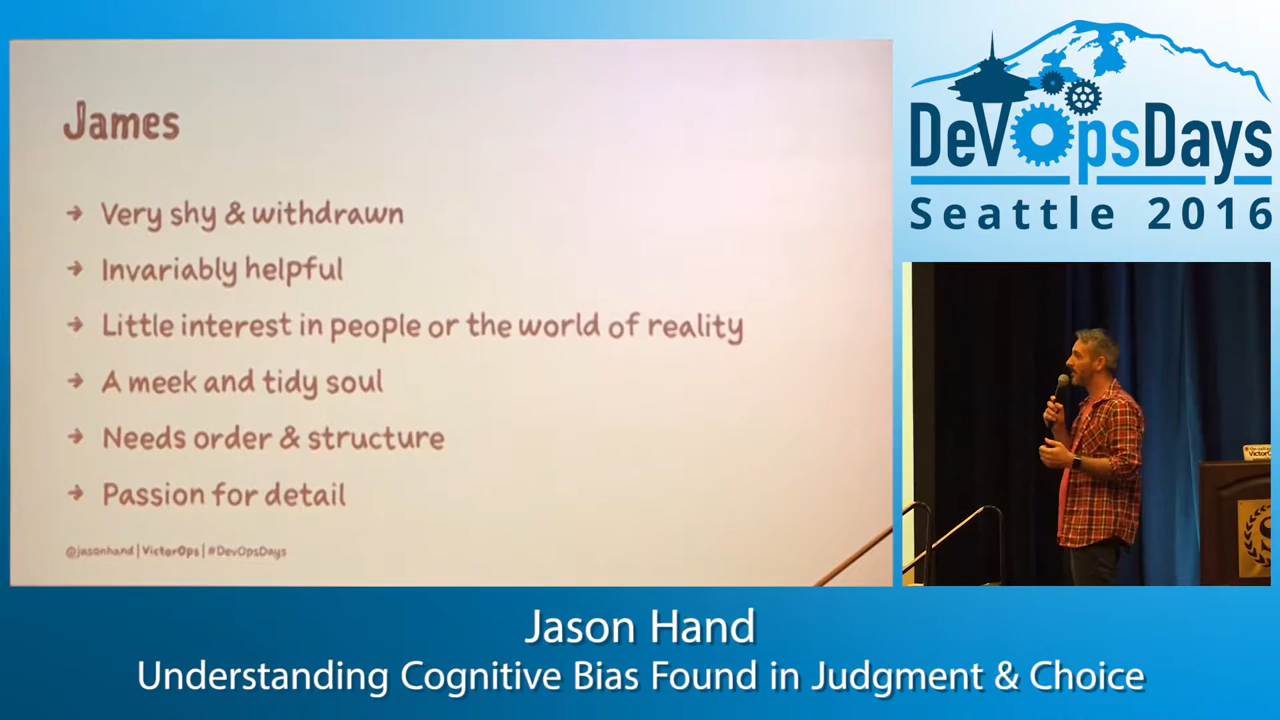 James
→ Very shy & withdrawn
→ Invariably helpful
→ Little interest in people or the world of reality
→ A meek and tidy soul
→ Needs order & structure
→ Passion for detail
@jasonhand | VictorOps | #DevOpsDays
DevOpsDays
Seattle 2016
Jason Hand
Understanding Cognitive Bias Found in Judgment & Choice